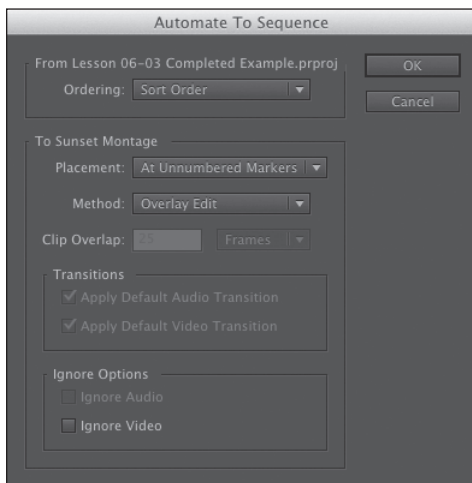 Automate To Sequence
From Lesson 06-03 Completed Example.prproj
OK
Ordering: Sort Order
Cancel
To Sunset Montage
Placement: At Unnumbered Markers
Method: Overlay Edit
Clip Overlap: 25 Frames
Transitions
Apply Default Audio Transition
Apply Default Video Transition
Ignore Options
Ignore Audio
Ignore Video